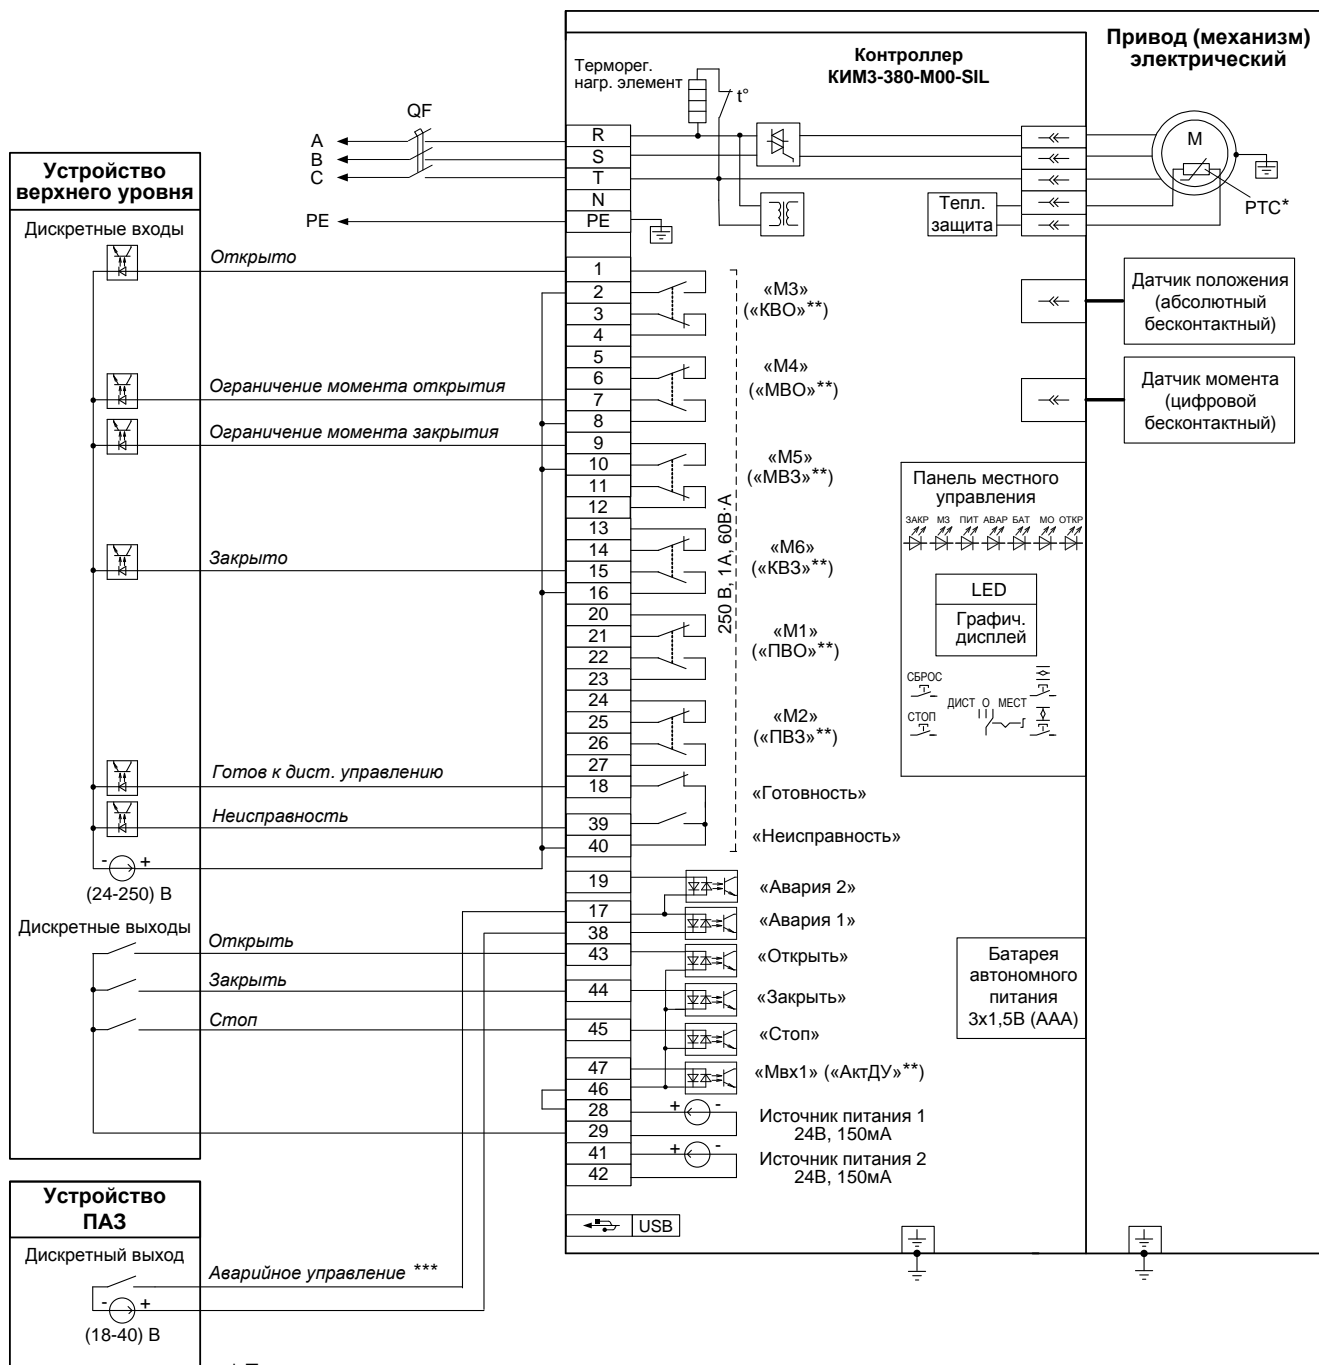 Привод (механизм)
электрический
Контроллер
КИМ3-380-М00-SIL
Терморег.
нагр. элемент
t°
QF
A
B
C
PE
R
S
T
N
PE
Тепл.
защита
M
PTC*
Устройство
верхнего уровня
Дискретные входы
Открыто
Ограничение момента открытия
Ограничение момента закрытия
Закрыто
Готов к дист. управлению
Неисправность
- +
(24-250) В
Дискретные выходы
Открыть
Закрыть
Стоп
1
2
3
4
5
6
7
8
9
10
11
12
13
14
15
16
20
21
22
23
24
25
26
27
18
39
40
19
17
38
43
44
45
47
46
28
29
41
42
«М3»
(«КВО»**)
«М4»
(«МВО»**)
«М5»
(«МВЗ»**)
«М6»
(«КВЗ»**)
«М1»
(«ПВО»**)
«М2»
(«ПВЗ»**)
250 В, 1А, 60В·А
«Готовность»
«Неисправность»
«Авария 2»
«Авария 1»
«Открыть»
«Закрыть»
«Стоп»
«Мвх1» («АктДУ»**)
+ -
Источник питания 1
24В, 150мА
+ -
Источник питания 2
24В, 150мА
USB
Датчик положения
(абсолютный
бесконтактный)
Датчик момента
(цифровой
бесконтактный)
Панель местного
управления
ЗАКР МЗ ПИТ АВАР БАТ МО ОТКР
LED
Графич.
дисплей
СБРОС
ДИСТ О МЕСТ
СТОП
Батарея
автономного
питания
3х1,5В (ААА)
Устройство
ПАЗ
Дискретный выход
Аварийное управление ***
- +
(18-40) В